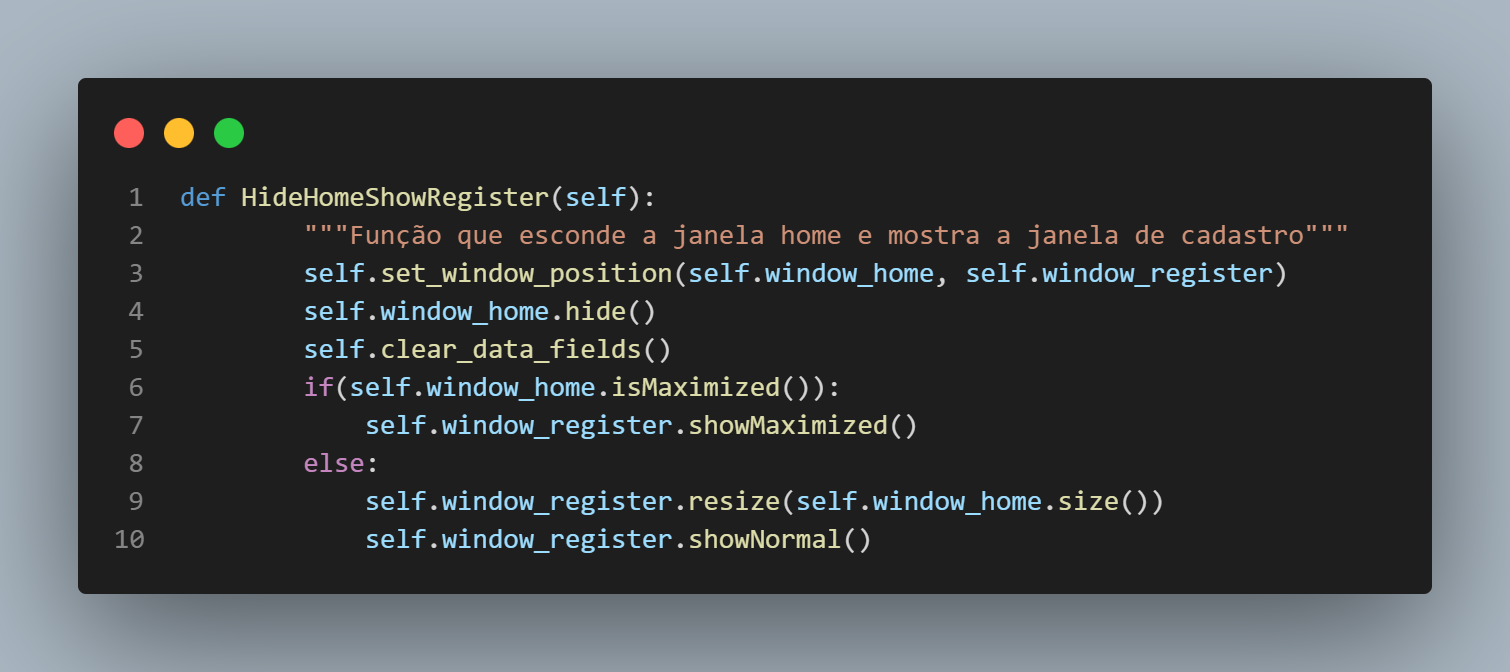 1 def HideHomeShowRegister(self):
2         """Função que esconde a janela home e mostra a janela de cadastro"""
3         self.set_window_position(self.window_home, self.window_register)
4         self.window_home.hide()
5         self.clear_data_fields()
6         if(self.window_home.isMaximized()):
7             self.window_register.showMaximized()
8         else:
9             self.window_register.resize(self.window_home.size())
10             self.window_register.showNormal()